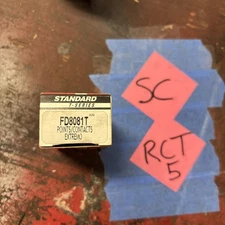 STANDARD
T-SERIES
FD8081T
POINTS/CONTACTS
EXTREMO
SC
RCT
5